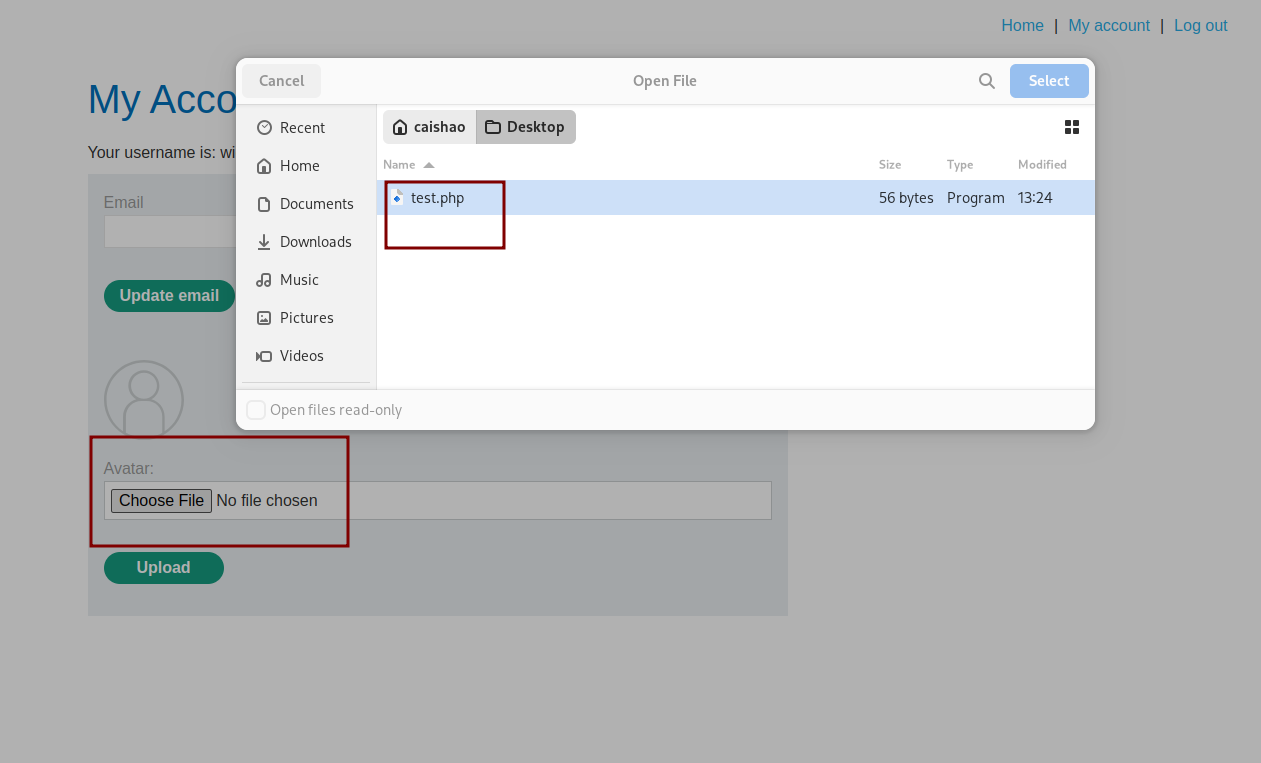 Home | My account | Log out
Cancel Open File Select
My Acco
Recent
caishao Desktop
Your username is: wi
Home
Name Size Type Modified
Email
Documents
test.php 56 bytes Program 13:24
Downloads
Music
Update email
Pictures
Videos
Open files read-only
Avatar:
Choose File No file chosen
Upload